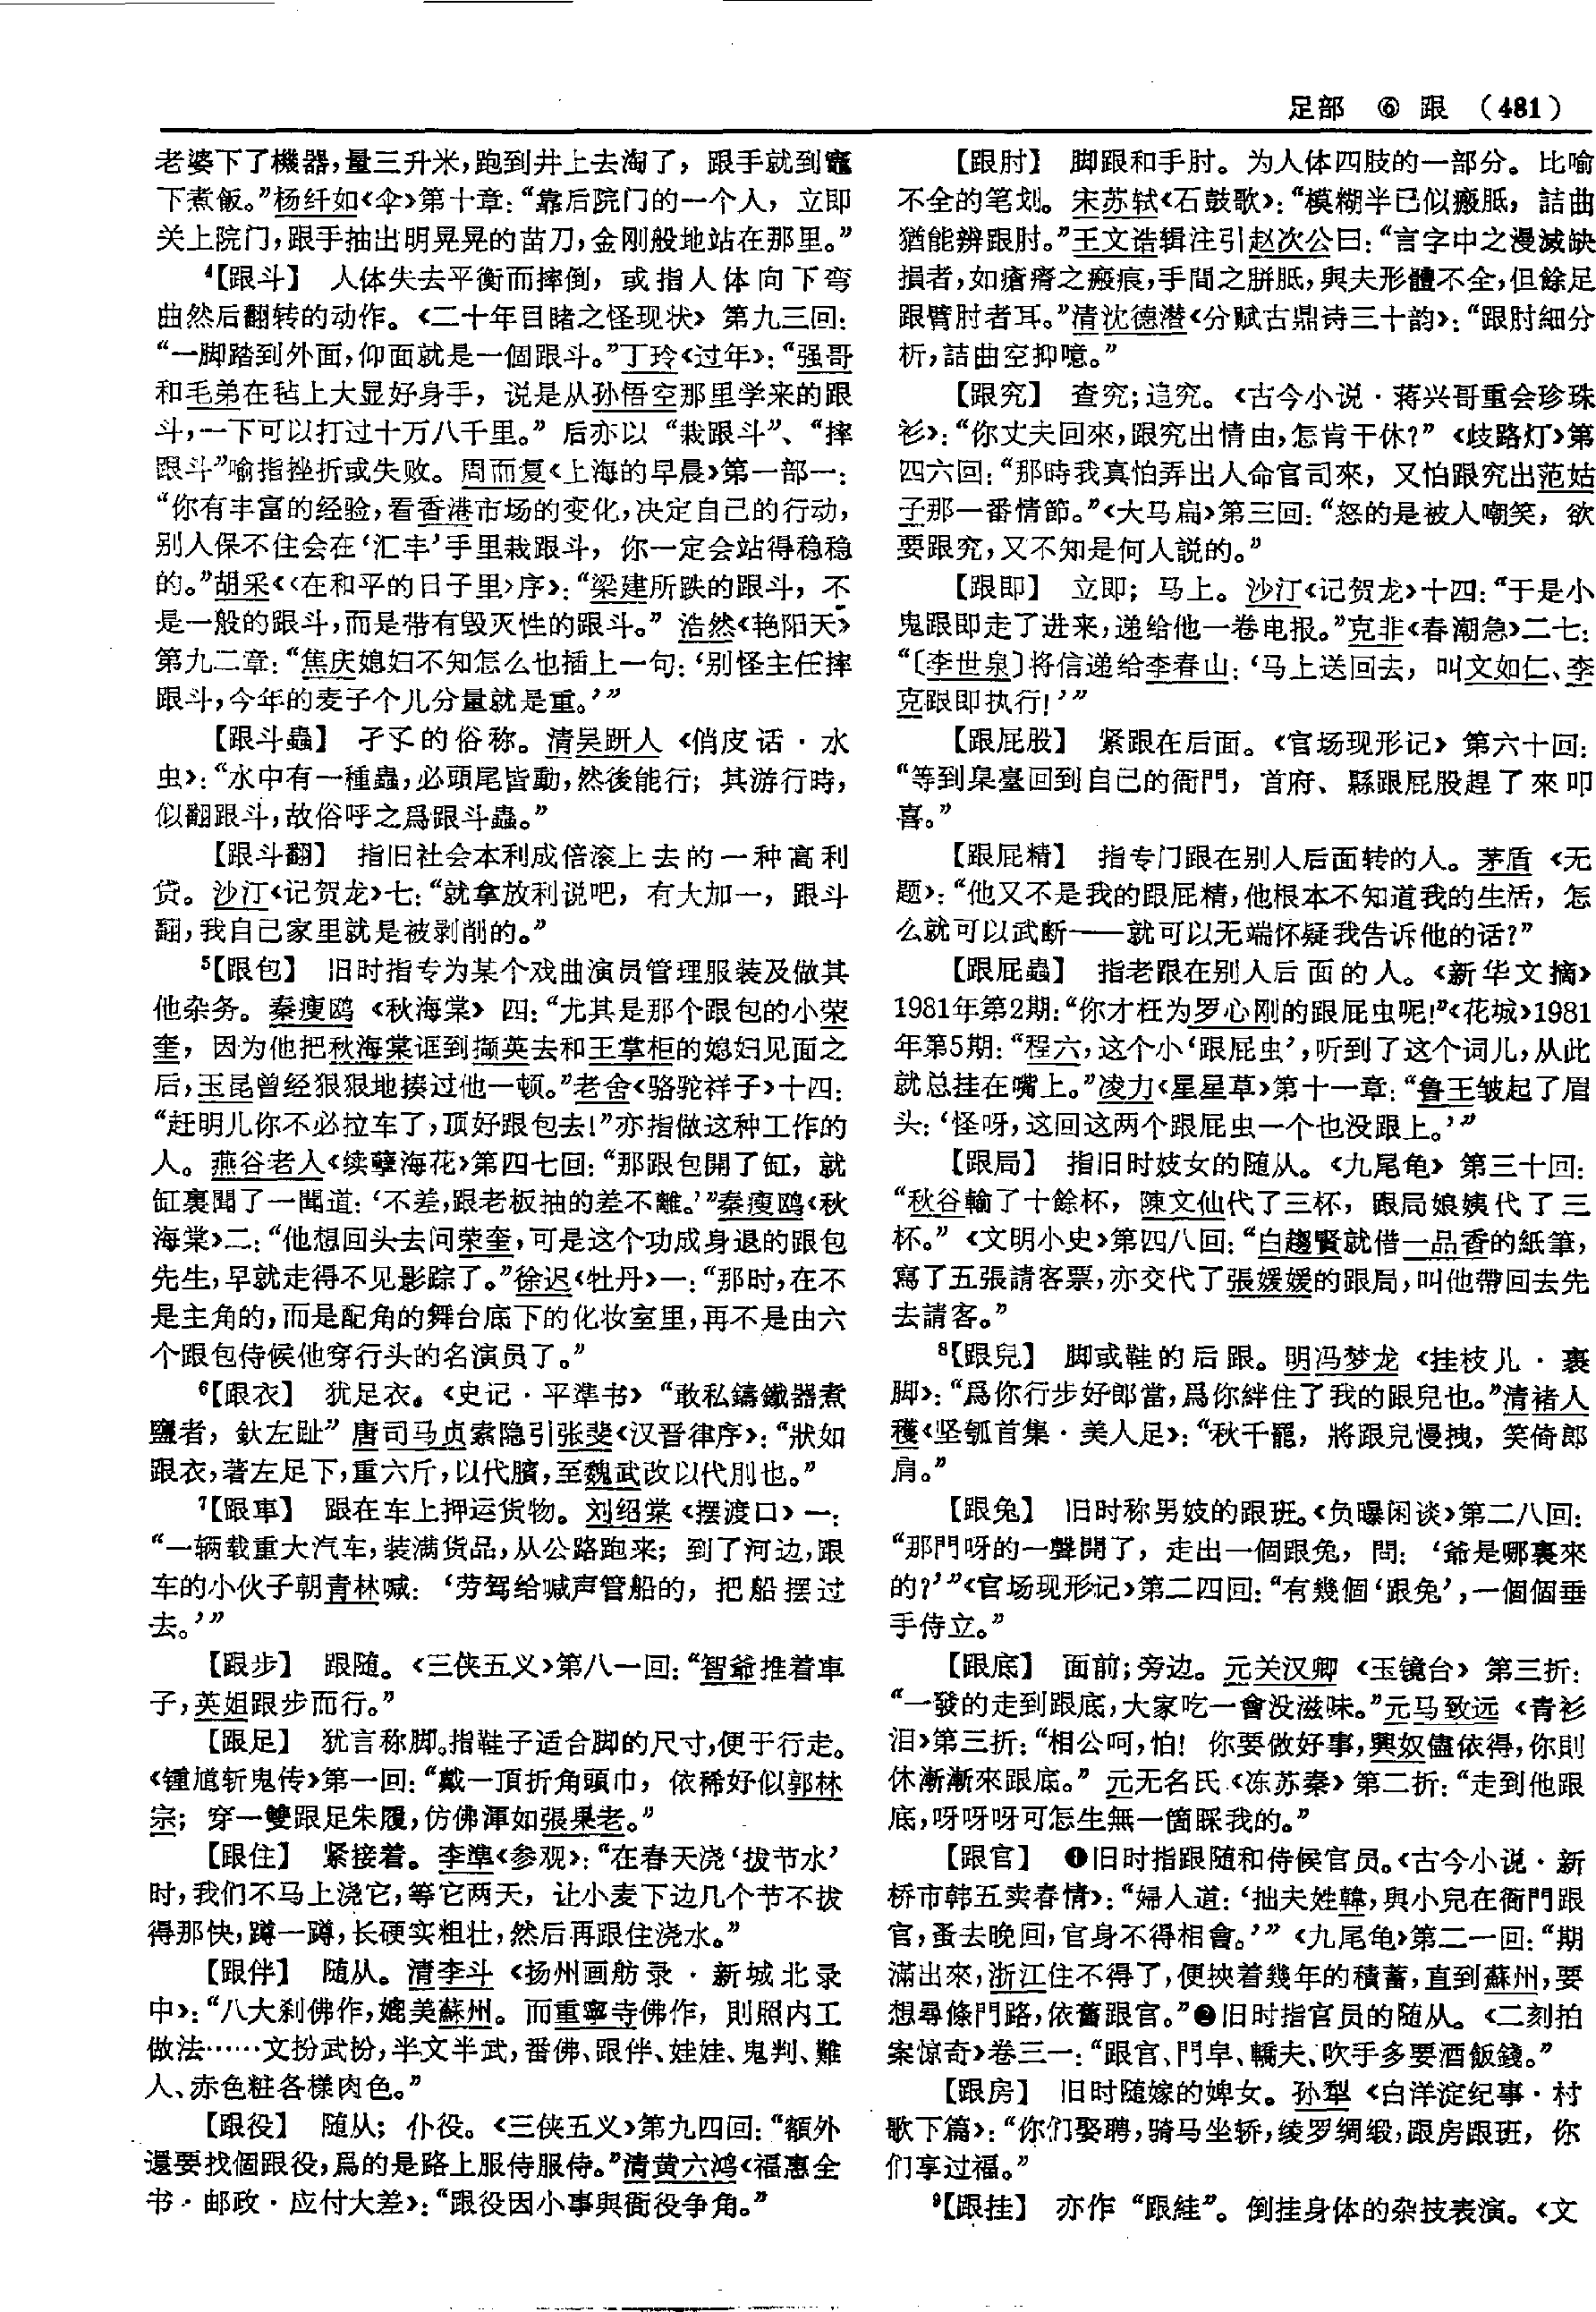 足部　⑥　跟　（481）
老婆下了機器，量三升米，跑到井上去淘了，跟手就到竈
下煮飯。”杨纤如《伞》第十章：“靠后院门的一个人，立即
关上院门，跟手抽出明晃晃的苗刀，金刚般地站在那里。”
4【跟斗】　人体失去平衡而摔倒，或指人体向下弯
曲然后翻转的动作。《二十年目睹之怪现状》第九三回：
“一脚踏到外面，仰面就是一個跟斗。”丁玲《过年》：“强哥
和毛弟在毡上大显好身手，说是从孙悟空那里学来的跟
斗，一下可以打过十万八千里。”后亦以“栽跟斗”、“摔
跟斗”喻指挫折或失败。周而复《上海的早晨》第一部一：
“你有丰富的经验，看香港市场的变化，决定自己的行动，
别人保不住会在‘汇丰’手里栽跟斗，你一定会站得稳稳
的。”胡采《〈在和平的日子里〉序》：“梁建所跌的跟斗，不
是一般的跟斗，而是带有毁灭性的跟斗。”浩然《艳阳天》
第九二章：“焦庆媳妇不知怎么也插上一句：‘别怪主任摔
跟斗，今年的麦子个儿分量就是重。’”
【跟斗蟲】　孑孓的俗称。清吴趼人《俏皮话·水
虫》：“水中有一種蟲，必頭尾皆動，然後能行；其游行時，
似翻跟斗，故俗呼之爲跟斗蟲。”
【跟斗翻】　指旧社会本利成倍滚上去的一种高利
贷。沙汀《记贺龙》七：“就拿放利说吧，有大加一，跟斗
翻，我自己家里就是被剥削的。”
5【跟包】　旧时指专为某个戏曲演员管理服装及做其
他杂务。秦瘦鸥《秋海棠》四：“尤其是那个跟包的小荣
奎，因为他把秋海棠诓到撷英去和王掌柜的媳妇见面之
后，玉昆曾经狠狠地揍过他一顿。”老舍《骆驼祥子》十四：
“赶明儿你不必拉车了，顶好跟包去！”亦指做这种工作的
人。燕谷老人《续孽海花》第四七回：“那跟包開了缸，就
缸裏聞了一聞道：‘不差，跟老板抽的差不離。’”秦瘦鸥《秋
海棠》二：“他想回头去问荣奎，可是这个功成身退的跟包
先生，早就走得不见影踪了。”徐迟《牡丹》一：“那时，在不
是主角的，而是配角的舞台底下的化妆室里，再不是由六
个跟包侍候他穿行头的名演员了。”
6【跟衣】　犹足衣。《史记·平準书》“敢私鑄鐵器煮
鹽者，釱左趾”唐司马贞索隐引张斐《汉晋律序》：“狀如
跟衣，著左足下，重六斤，以代臏，至魏武改以代刖也。”
7【跟車】　跟在车上押运货物。刘绍棠《摆渡口》一：
“一辆载重大汽车，装满货品，从公路跑来；到了河边，跟
车的小伙子朝青林喊：‘劳驾给喊声管船的，把船摆过
去。’”
【跟步】　跟随。《三侠五义》第八一回：“智爺推着車
子，英姐跟步而行。”
【跟足】　犹言称脚。指鞋子适合脚的尺寸，便于行走。
《锺馗斩鬼传》第一回：“戴一頂折角頭巾，依稀好似郭林
宗；穿一雙跟足朱履，仿佛渾如張果老。”
【跟住】　紧接着。李準《参观》：“在春天浇‘拔节水’
时，我们不马上浇它，等它两天，让小麦下边几个节不拔
得那快，蹲一蹲，长硬实粗壮，然后再跟住浇水。”
【跟伴】　随从。清李斗《扬州画舫录·新城北录
中》：“八大刹佛作，媲美蘇州。而重寧寺佛作，則照内工
做法……文扮武扮，半文半武，番佛、跟伴、娃娃、鬼判、難
人、赤色粧各樣肉色。”
【跟役】　随从；仆役。《三侠五义》第九四回：“額外
還要找個跟役，爲的是路上服侍服侍。”清黄六鸿《福惠全
书·邮政·应付大差》：“跟役因小事與衙役争角。”
【跟肘】　脚跟和手肘。为人体四肢的一部分。比喻
不全的笔划。宋苏轼《石鼓歌》：“模糊半已似瘢胝，詰曲
猶能辨跟肘。”王文诰辑注引赵次公曰：“言字中之漫滅缺
損者，如瘡瘠之瘢痕，手間之胼胝，與夫形體不全，但餘足
跟臂肘者耳。”清沈德潜《分赋古鼎诗三十韵》：“跟肘細分
析，詰曲空抑噫。”
【跟究】　查究；追究。《古今小说·蒋兴哥重会珍珠
衫》：“你丈夫回來，跟究出情由，怎肯干休？”《歧路灯》第
四六回：“那時我真怕弄出人命官司來，又怕跟究出范姑
子那一番情節。”《大马扁》第三回：“怒的是被人嘲笑，欲
要跟究，又不知是何人説的。”
【跟即】　立即；马上。沙汀《记贺龙》十四：“于是小
鬼跟即走了进来，递给他一卷电报。”克非《春潮急》二七：
“〔李世泉〕将信递给李春山：‘马上送回去，叫文如仁、李
克跟即执行！’”
【跟屁股】　紧跟在后面。《官场现形记》第六十回：
“等到臬臺回到自己的衙門，首府、縣跟屁股趕了來叩
喜。”
【跟屁精】　指专门跟在别人后面转的人。茅盾《无
题》：“他又不是我的跟屁精，他根本不知道我的生活，怎
么就可以武断——就可以无端怀疑我告诉他的话？”
【跟屁蟲】　指老跟在别人后面的人。《新华文摘》
1981年第2期：“你才枉为罗心刚的跟屁虫呢！”《花城》1981
年第5期：“程六，这个小‘跟屁虫’，听到了这个词儿，从此
就总挂在嘴上。”凌力《星星草》第十一章：“鲁王皱起了眉
头：‘怪呀，这回这两个跟屁虫一个也没跟上。’”
【跟局】　指旧时妓女的随从。《九尾龟》第三十回：
“秋谷輸了十餘杯，陳文仙代了三杯，跟局娘姨代了三
杯。”《文明小史》第四八回：“白趨賢就借一品香的紙筆，
寫了五張請客票，亦交代了張媛媛的跟局，叫他帶回去先
去請客。”
8【跟兒】　脚或鞋的后跟。明冯梦龙《挂枝儿·裹
脚》：“爲你行步好郎當，爲你絆住了我的跟兒也。”清褚人
穫《坚瓠首集·美人足》：“秋千罷，將跟兒慢拽，笑倚郎
肩。”
【跟兔】　旧时称男妓的跟班。《负曝闲谈》第二八回：
“那門呀的一聲開了，走出一個跟兔，問：‘爺是哪裏來
的？’”《官场现形记》第二四回：“有幾個‘跟兔’，一個個垂
手侍立。”
【跟底】　面前；旁边。元关汉卿《玉镜台》第三折：
“一發的走到跟底，大家吃一會没滋味。”元马致远《青衫
泪》第三折：“相公呵，怕！你要做好事，興奴儘依得，你則
休漸漸來跟底。”元无名氏《冻苏秦》第二折：“走到他跟
底，呀呀呀可怎生無一箇睬我的。”
【跟官】　❶旧时指跟随和侍候官员。《古今小说·新
桥市韩五卖春情》：“婦人道：‘拙夫姓韓，與小兒在衙門跟
官，蚤去晚回，官身不得相會。’”《九尾龟》第二一回：“期
滿出來，浙江住不得了，便挾着幾年的積蓄，直到蘇州，要
想尋條門路，依舊跟官。”❷旧时指官员的随从。《二刻拍
案惊奇》卷三一：“跟官、門皁、轎夫、吹手多要酒飯錢。”
【跟房】　旧时随嫁的婢女。孙犁《白洋淀纪事·村
歌下篇》：“你们娶聘，骑马坐轿，绫罗绸缎，跟房跟班，你
们享过福。”
9【跟挂】　亦作“跟絓”。倒挂身体的杂技表演。《文